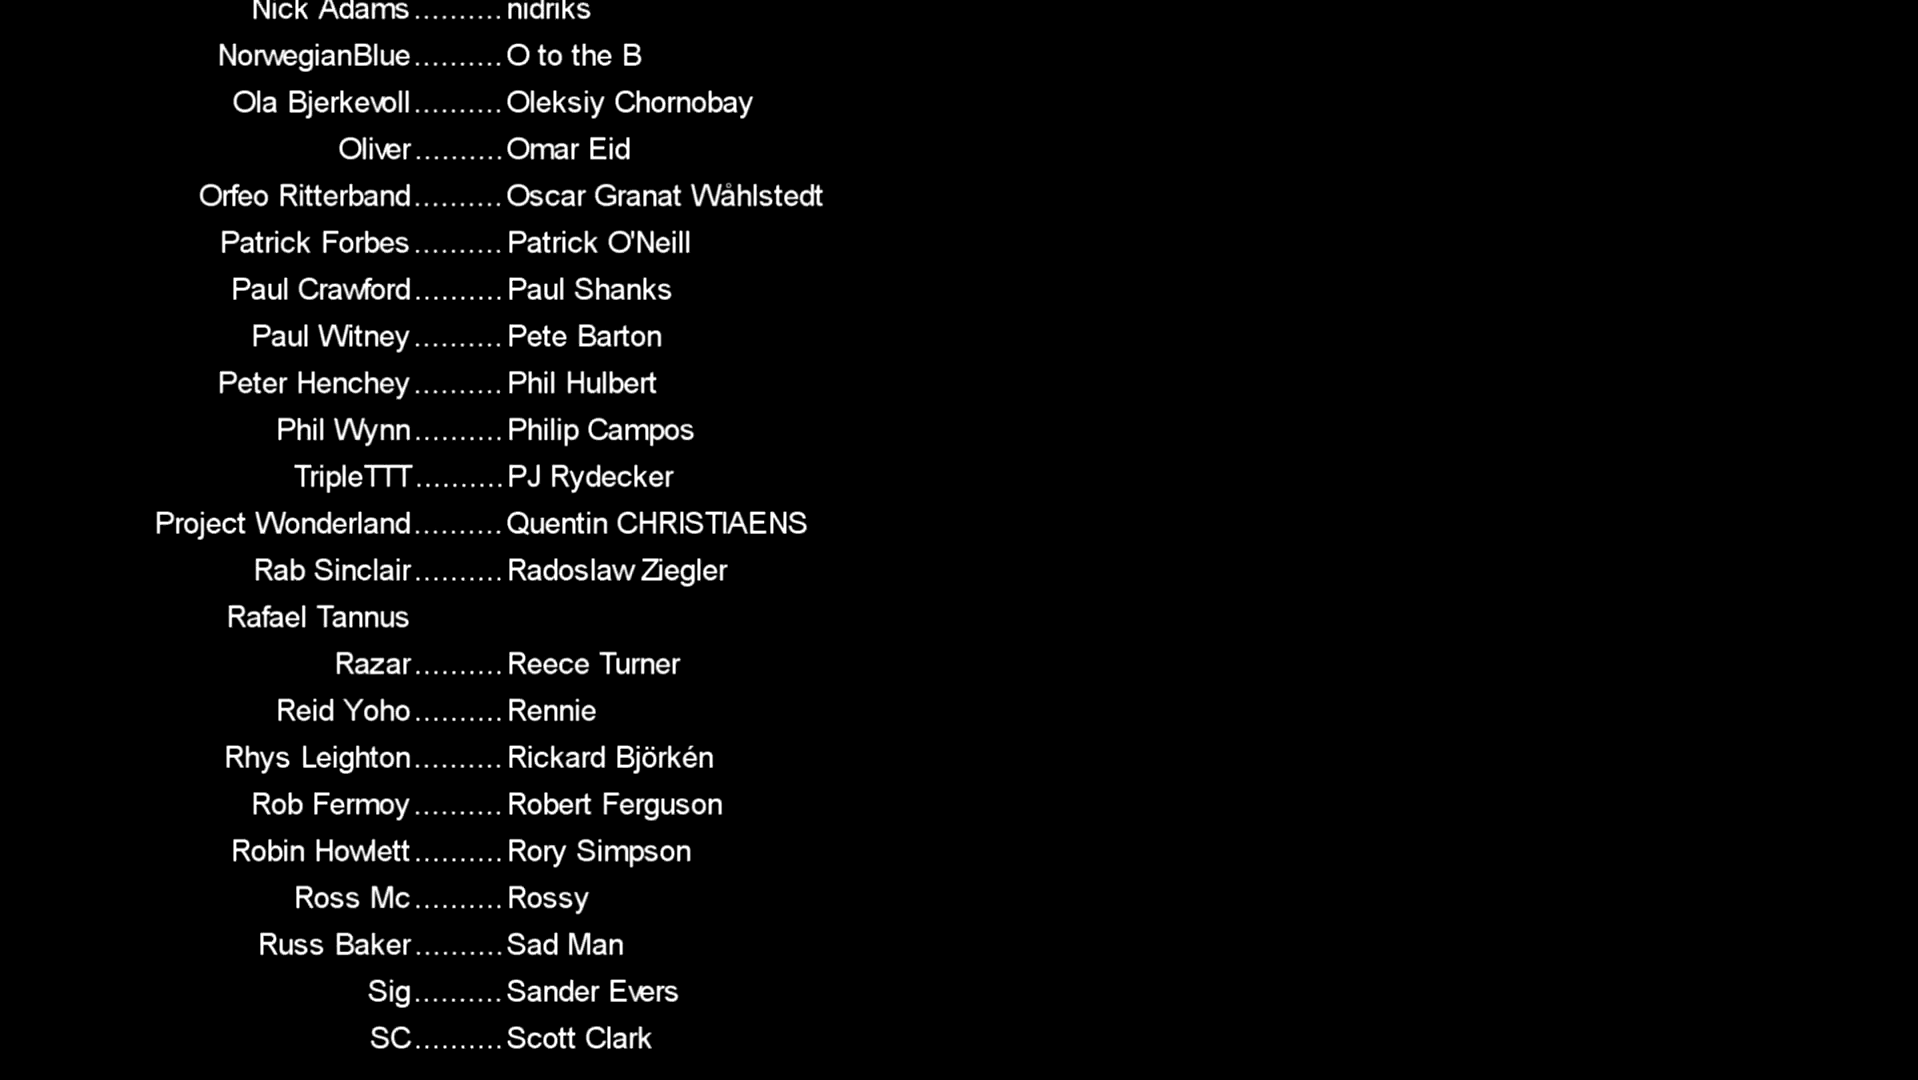 Nick Adams..........nidriks
NorwegianBlue..........O to the B
Ola Bjerkevoll..........Oleksiy Chornobay
Oliver..........Omar Eid
Orfeo Ritterband..........Oscar Granat Wåhlstedt
Patrick Forbes..........Patrick O'Neill
Paul Crawford..........Paul Shanks
Paul Witney..........Pete Barton
Peter Henchey..........Phil Hulbert
Phil Wynn..........Philip Campos
TripleTTT..........PJ Rydecker
Project Wonderland..........Quentin CHRISTIAENS
Rab Sinclair..........Radoslaw Ziegler
Rafael Tannus
Razar..........Reece Turner
Reid Yoho..........Rennie
Rhys Leighton..........Rickard Björkén
Rob Fermoy..........Robert Ferguson
Robin Howlett..........Rory Simpson
Ross Mc..........Rossy
Russ Baker..........Sad Man
Sig..........Sander Evers
SC..........Scott Clark